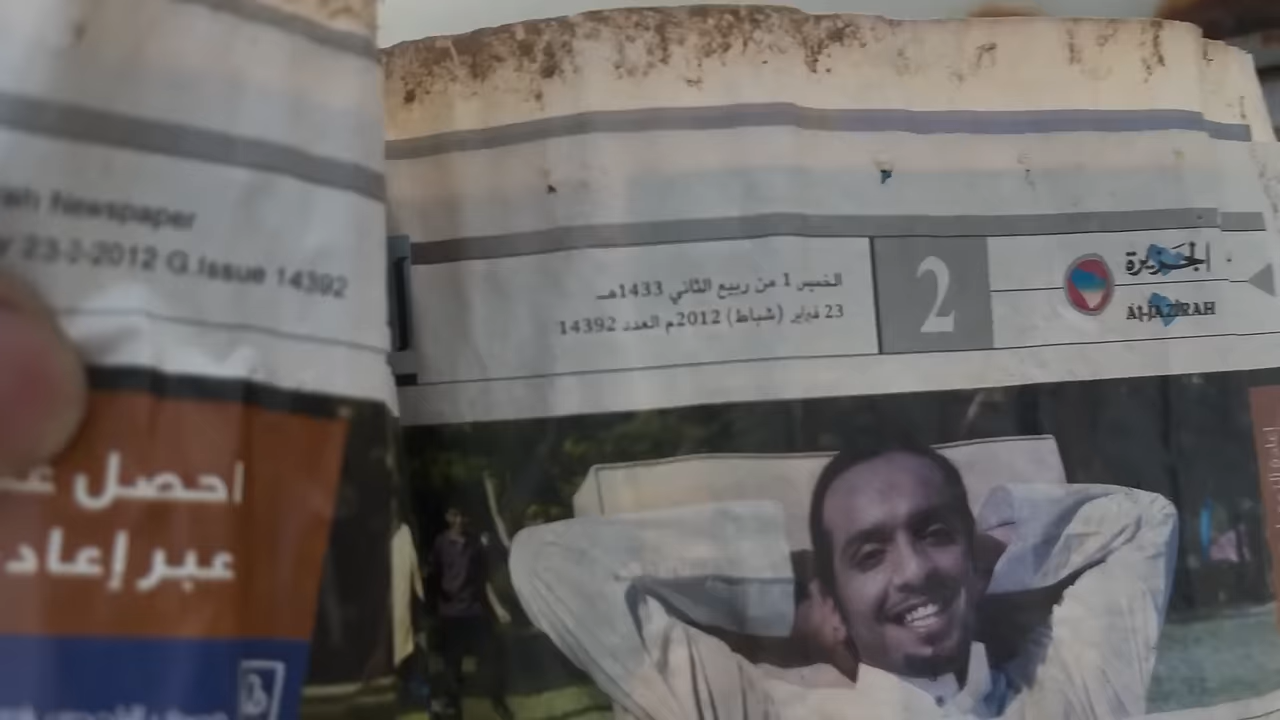 Newspaper
23-2-2012 G.Issue 14392
احصل
عبر إعاد
الخميس 1 من ربيع الثاني 1433هـ
23 فبراير (شباط) 2012م العدد 14392
2
الجزيرة
AL-JAZIRAH